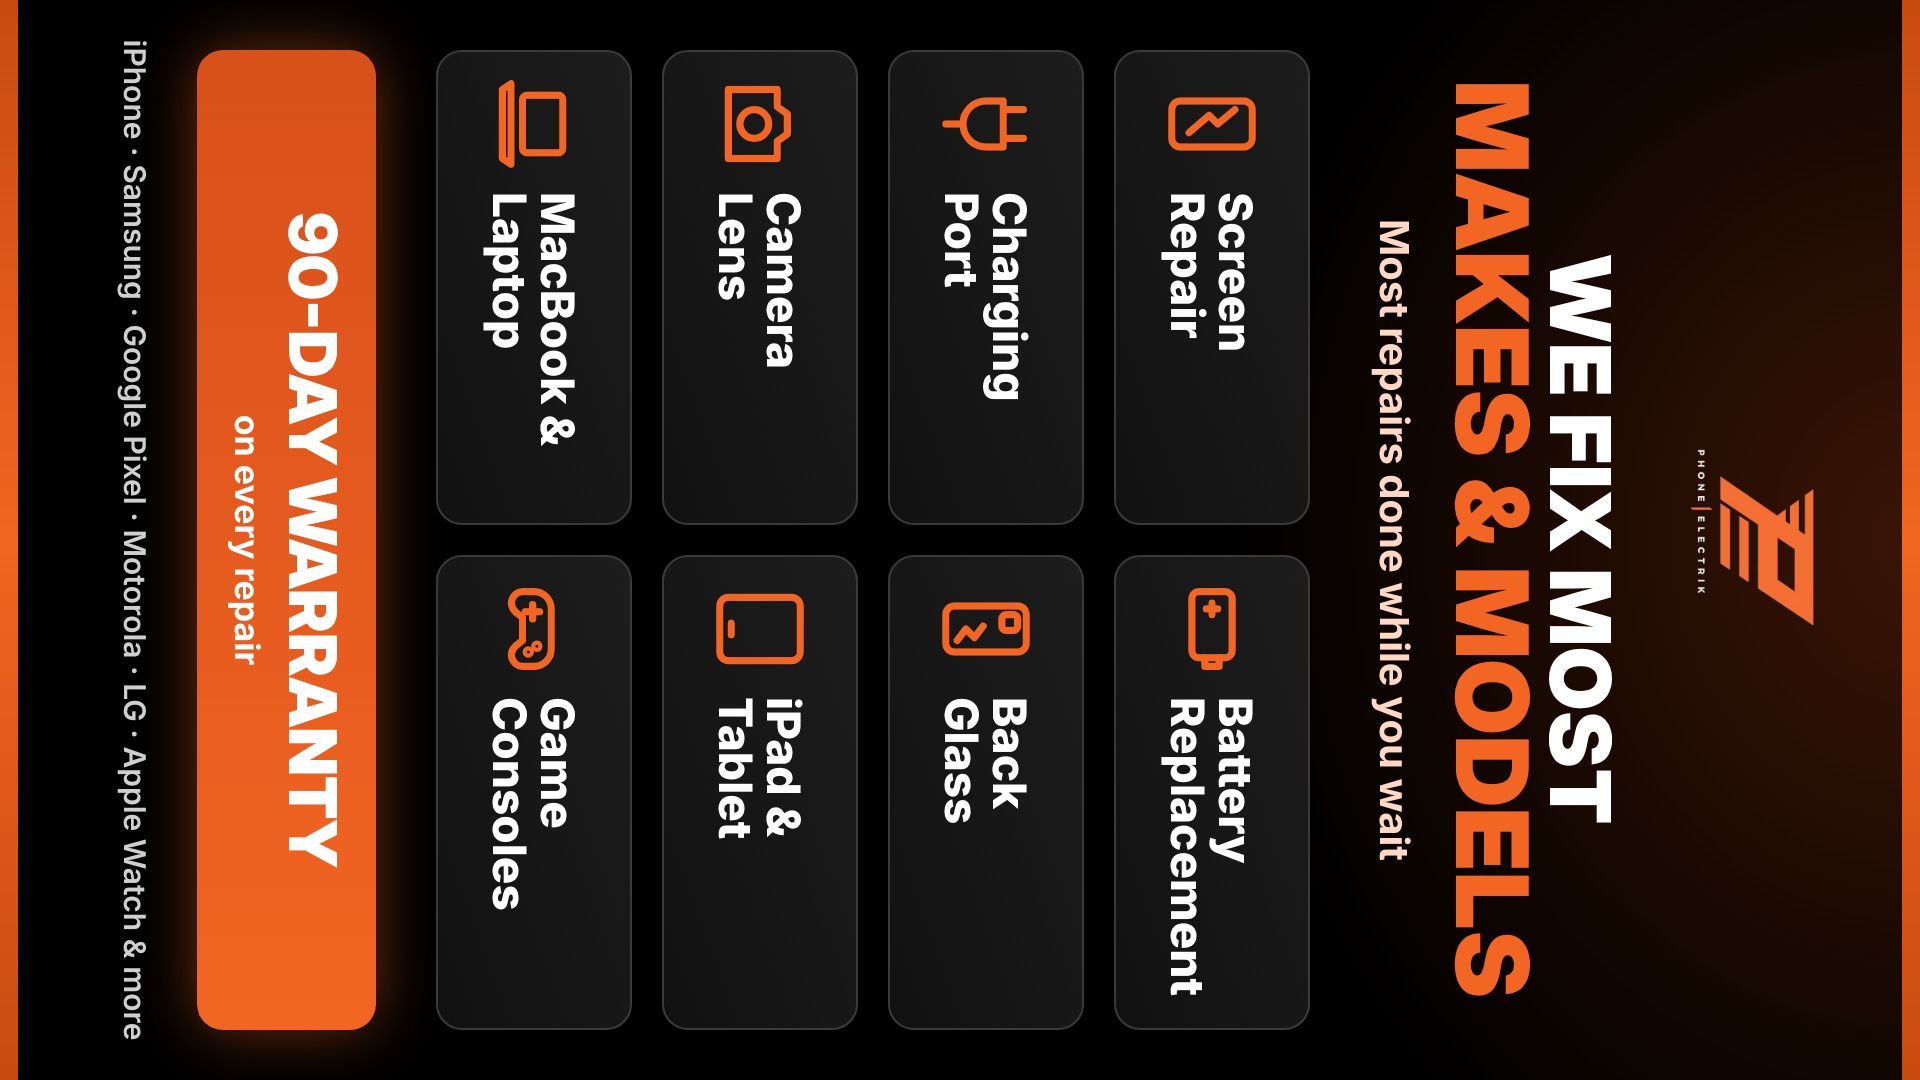 PHONE ELECTRIK
WE FIX MOST
MAKES & MODELS
Most repairs done while you wait
Screen
Repair
Battery
Replacement
Charging
Port
Back
Glass
Camera
Lens
iPad &
Tablet
MacBook &
Laptop
Game
Consoles
90-DAY WARRANTY
on every repair
iPhone · Samsung · Google Pixel · Motorola · LG · Apple Watch & more